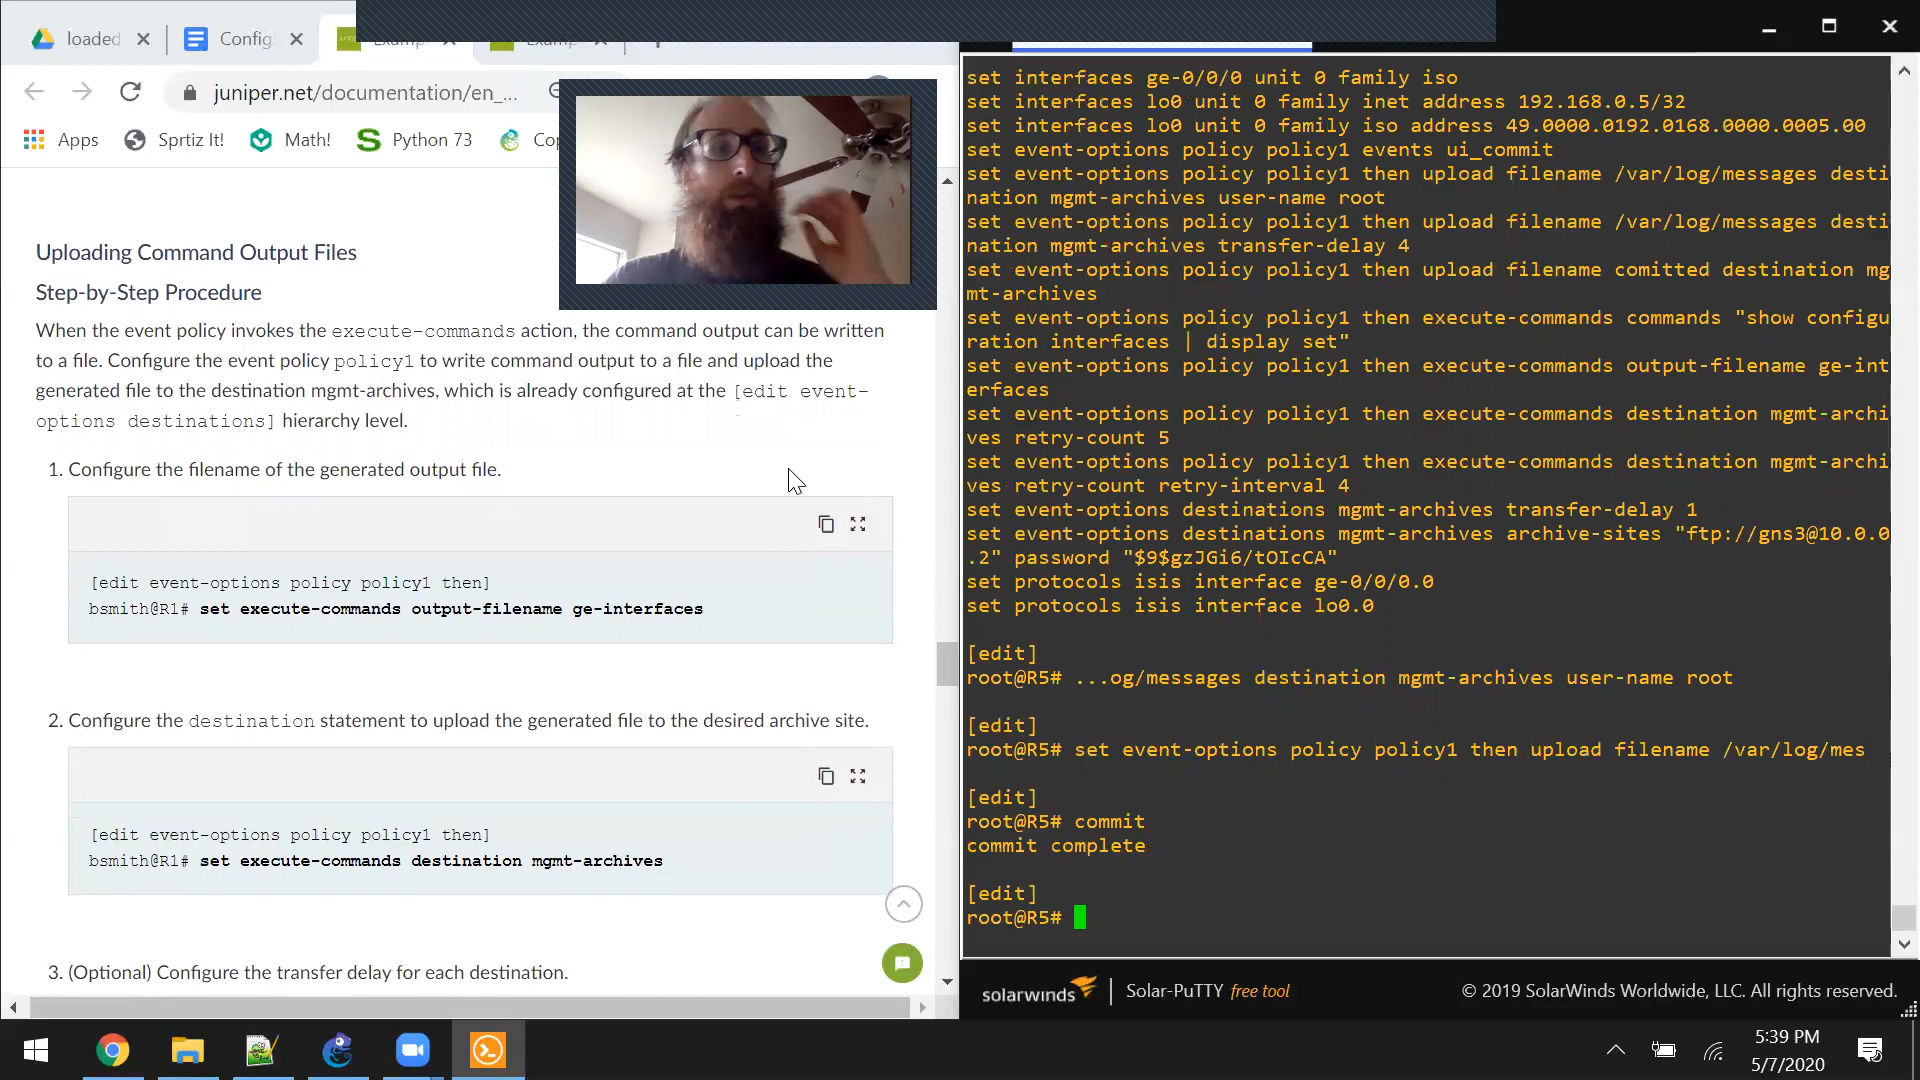 loaded
Config
juniper.net/documentation/en_...
Apps
Sprtiz It!
Math!
Python 73
Uploading Command Output Files
Step-by-Step Procedure
When the event policy invokes the execute-commands action, the command output can be written
to a file. Configure the event policy policy1 to write command output to a file and upload the
generated file to the destination mgmt-archives, which is already configured at the [edit event-
options destinations] hierarchy level.
1. Configure the filename of the generated output file.
[edit event-options policy policy1 then]
bsmith@R1# set execute-commands output-filename ge-interfaces
2. Configure the destination statement to upload the generated file to the desired archive site.
[edit event-options policy policy1 then]
bsmith@R1# set execute-commands destination mgmt-archives
3. (Optional) Configure the transfer delay for each destination.
set interfaces ge-0/0/0 unit 0 family iso
set interfaces lo0 unit 0 family inet address 192.168.0.5/32
set interfaces lo0 unit 0 family iso address 49.0000.0192.0168.0000.0005.00
set event-options policy policy1 events ui_commit
set event-options policy policy1 then upload filename /var/log/messages desti
nation mgmt-archives user-name root
set event-options policy policy1 then upload filename /var/log/messages desti
nation mgmt-archives transfer-delay 4
set event-options policy policy1 then upload filename comitted destination mg
mt-archives
set event-options policy policy1 then execute-commands commands "show configu
ration interfaces | display set"
set event-options policy policy1 then execute-commands output-filename ge-int
erfaces
set event-options policy policy1 then execute-commands destination mgmt-archi
ves retry-count 5
set event-options policy policy1 then execute-commands destination mgmt-archi
ves retry-count retry-interval 4
set event-options destinations mgmt-archives transfer-delay 1
set event-options destinations mgmt-archives archive-sites "ftp://gns3@10.0.0
.2" password "$9$gzJGi6/tOIcCA"
set protocols isis interface ge-0/0/0.0
set protocols isis interface lo0.0
[edit]
root@R5# ...og/messages destination mgmt-archives user-name root
[edit]
root@R5# set event-options policy policy1 then upload filename /var/log/mes
[edit]
root@R5# commit
commit complete
[edit]
root@R5#
solarwinds | Solar-PuTTY free tool © 2019 SolarWinds Worldwide, LLC. All rights reserved.
5:39 PM
5/7/2020